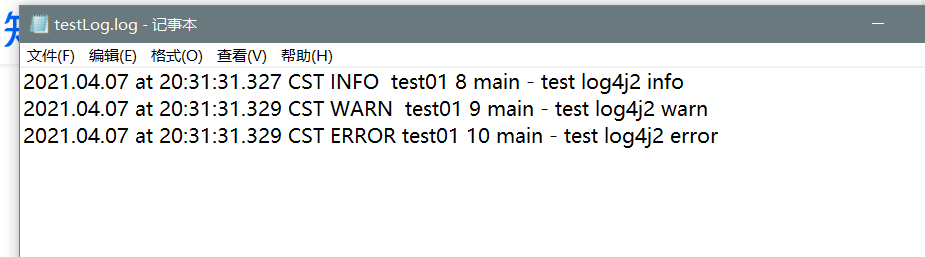 testLog.log - 记事本
文件(F) 编辑(E) 格式(O) 查看(V) 帮助(H)
2021.04.07 at 20:31:31.327 CST INFO  test01 8 main - test log4j2 info
2021.04.07 at 20:31:31.329 CST WARN  test01 9 main - test log4j2 warn
2021.04.07 at 20:31:31.329 CST ERROR test01 10 main - test log4j2 error